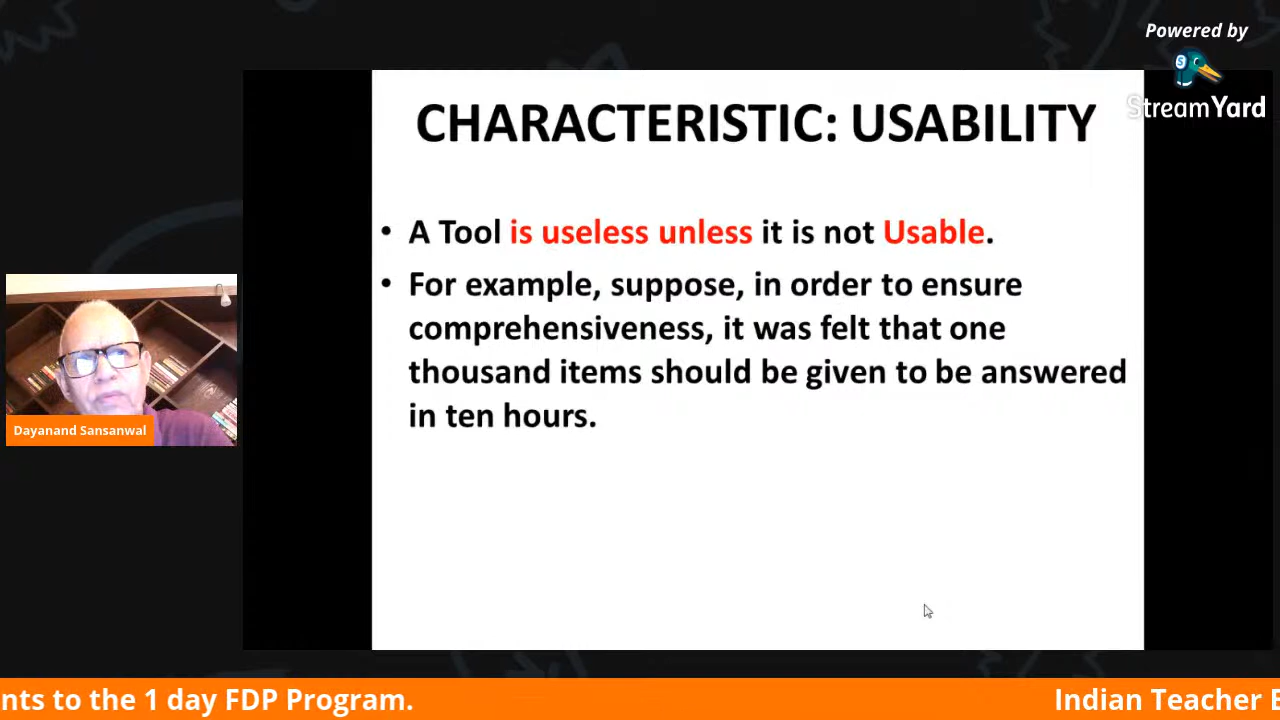 Powered by
StreamYard
CHARACTERISTIC: USABILITY
• A Tool is useless unless it is not Usable.
• For example, suppose, in order to ensure
comprehensiveness, it was felt that one
thousand items should be given to be answered
in ten hours.
Dayanand Sansanwal
nts to the 1 day FDP Program.
Indian Teacher E